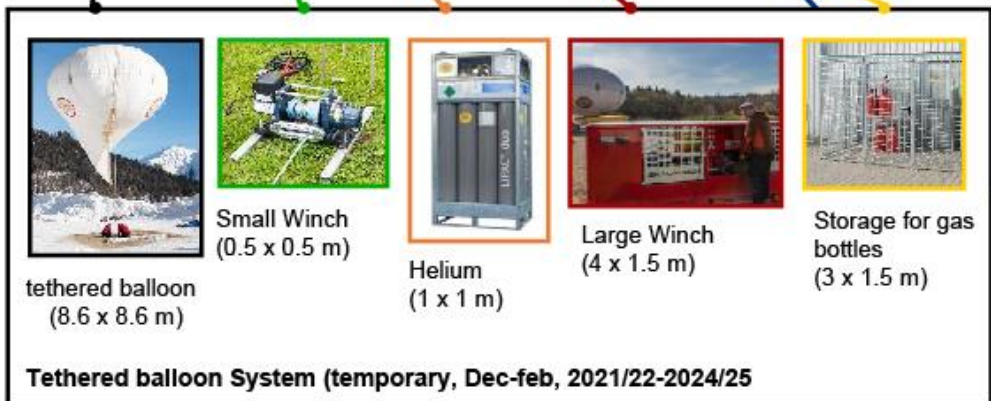 Small Winch
(0.5 x 0.5 m)
Helium
(1 x 1 m)
Large Winch
(4 x 1.5 m)
Storage for gas
bottles
(3 x 1.5 m)
tethered balloon
(8.6 x 8.6 m)
Tethered balloon System (temporary, Dec-feb, 2021/22-2024/25